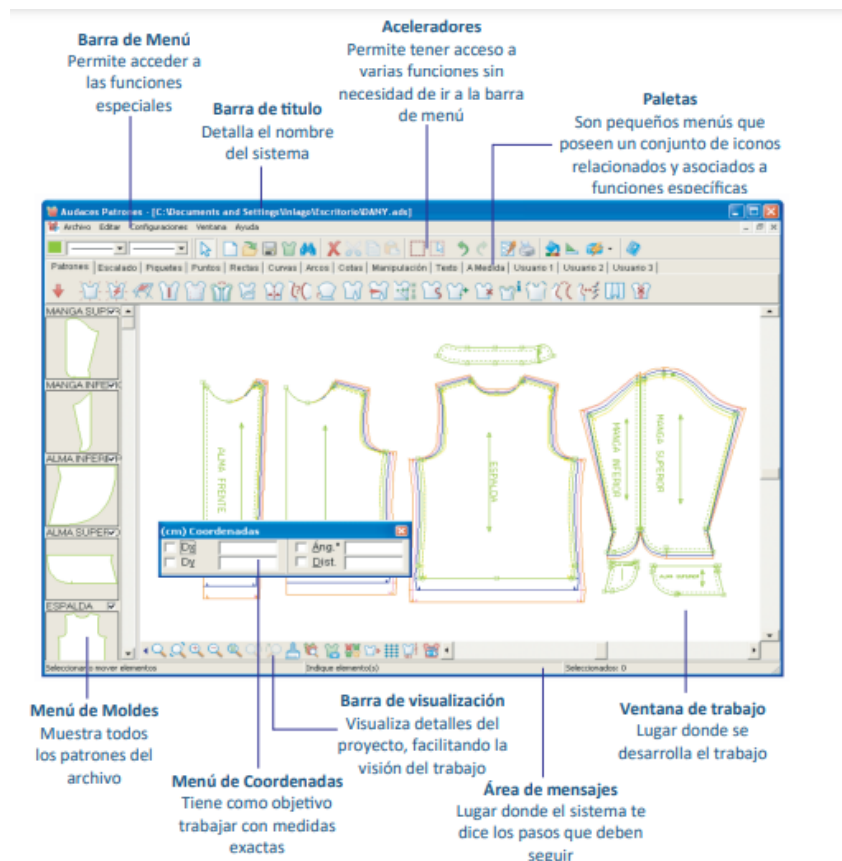 Barra de Menú
Permite acceder a
las funciones
especiales
Aceleradores
Permite tener acceso a
varias funciones sin
necesidad de ir a la barra
de menú
Barra de titulo
Detalla el nombre
del sistema
Paletas
Son pequeños menús que
poseen un conjunto de iconos
relacionados y asociados a
funciones específicas
Audaces Patrones - [C:\Documents and Settings\Inlago\Escritorio\DANY.ads]
Archivo Editar Configuraciones Ventana Ayuda
Patrones Escalado Piquetes Puntos Rectas Curvas Arcos Cotas Manipulación Texto A Medida Usuario 1 Usuario 2 Usuario 3
MANGA SUPER
MANGA INFERIO
ALMA INFERIOR
ALMA SUPERIO
ESPALDA
ALMA FRENTE
ESPALDA
MANGA INFERIOR
MANGA SUPERIOR
ALMA SUPERIOR
(cm) Coordenadas
Dx
Áng.°
Dy
Dist.
Seleccionar o mover elementos
Indique elemento(s)
Seleccionados: 0
Menú de Moldes
Muestra todos
los patrones del
archivo
Menú de Coordenadas
Tiene como objetivo
trabajar con medidas
exactas
Barra de visualización
Visualiza detalles del
proyecto, facilitando la
visión del trabajo
Área de mensajes
Lugar donde el sistema te
dice los pasos que deben
seguir
Ventana de trabajo
Lugar donde se
desarrolla el trabajo